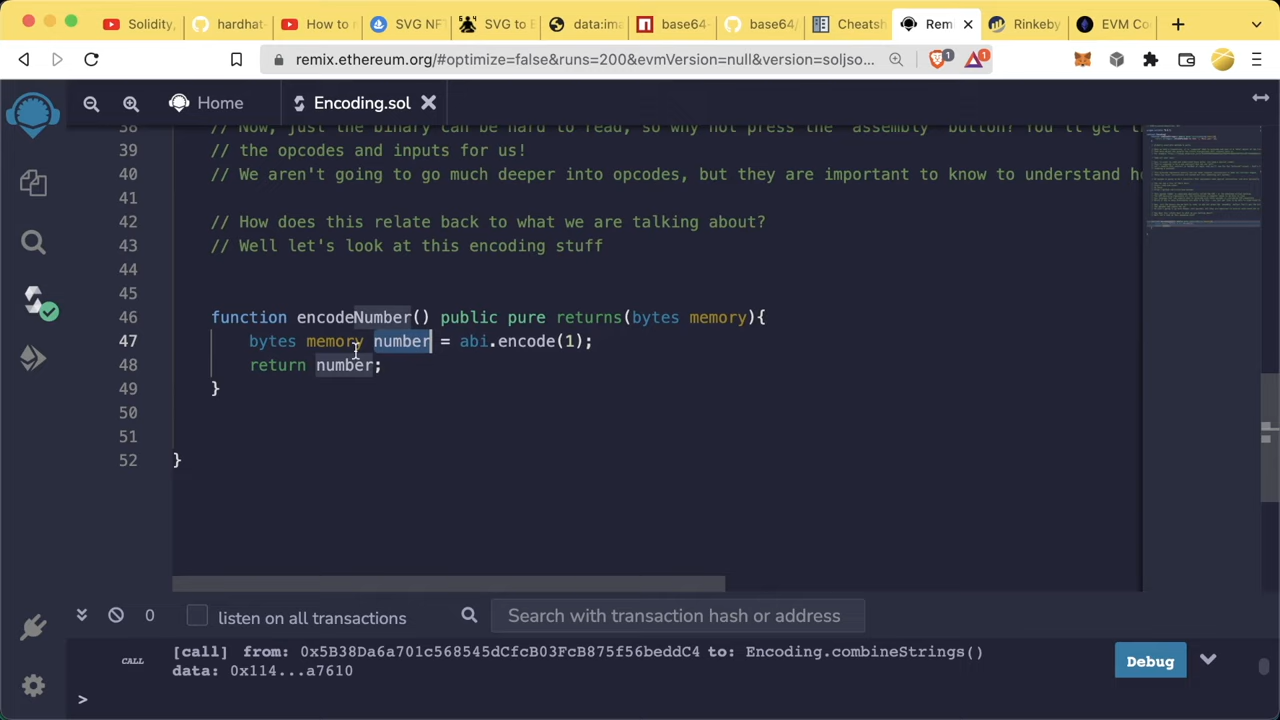 Solidity,
hardhat-
How to r
SVG NFT
SVG to B
data:ima
base64-
base64/
Cheatsh
Remi
Rinkeby
EVM Co
remix.ethereum.org/#optimize=false&runs=200&evmVersion=null&version=soljso...
1
1
Home
Encoding.sol
38 // Now, just the binary can be hard to read, so why not press the `assembly` button? You'll get t
39 // the opcodes and inputs for us!
40 // We aren't going to go much deeper into opcodes, but they are important to know to understand h
41
42 // How does this relate back to what we are talking about?
43 // Well let's look at this encoding stuff
44
45
46 function encodeNumber() public pure returns(bytes memory){
47 bytes memory number = abi.encode(1);
48 return number;
49 }
50
51
52 }
0
listen on all transactions
Search with transaction hash or address
CALL
[call] from: 0x5B38Da6a701c568545dCfcB03FcB875f56beddC4 to: Encoding.combineStrings()
data: 0x114...a7610
Debug
>